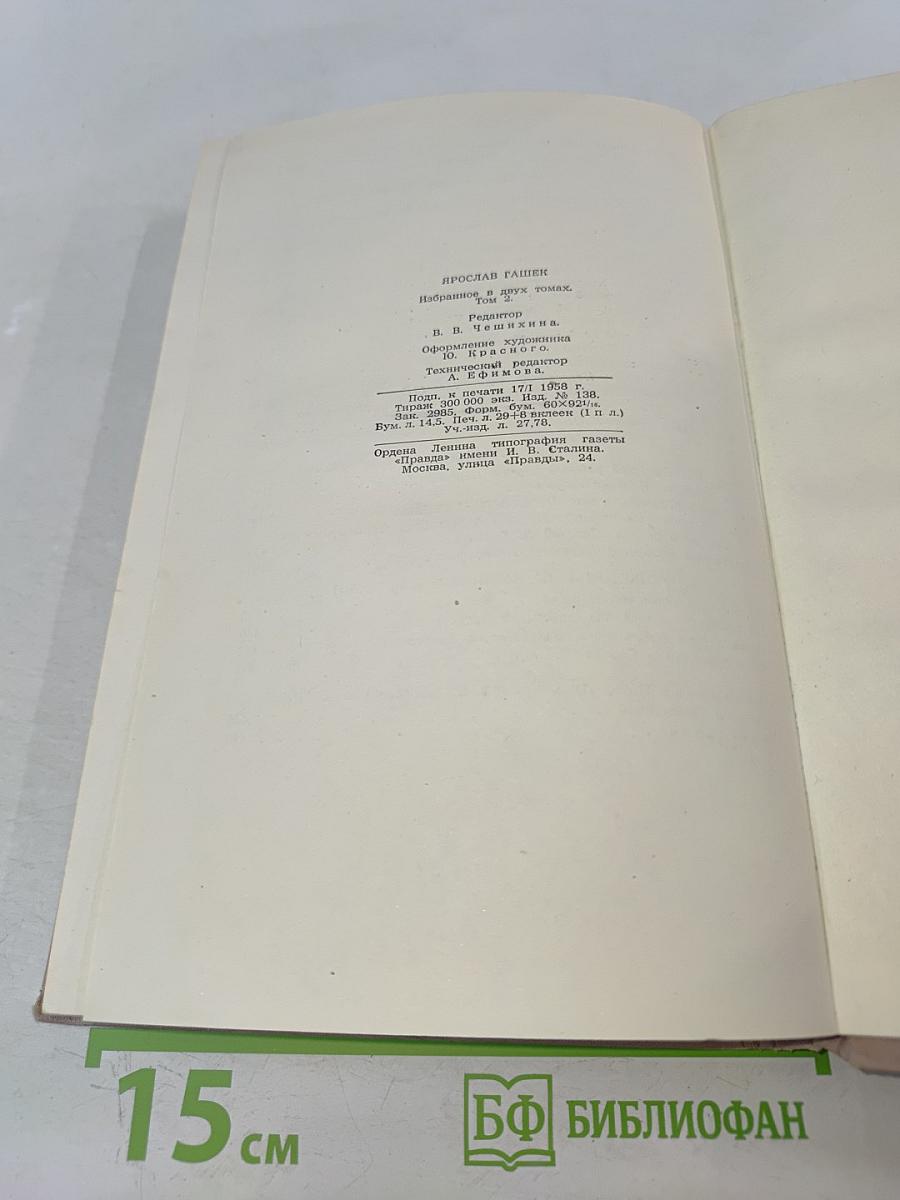 ЯРОСЛАВ ГАШЕК
Избранное в двух томах.
Том 2.
Редактор
В. В. Чешихина.
Оформление художника
Ю. Красного.
Технический редактор
А. Ефимова.
Подп. к печати 17/I 1958 г.
Тираж 300 000 экз. Изд. № 138.
Зак. 2985. Форм. бум. 60×92¹/₁₆.
Бум. л. 14,5. Печ. л. 29+8 вклеек (1 п л.)
Уч.-изд. л. 27,78.
Ордена Ленина типография газеты
«Правда» имени И. В. Сталина.
Москва, улица «Правды», 24.
15 см
БФ БИБЛИОФАН